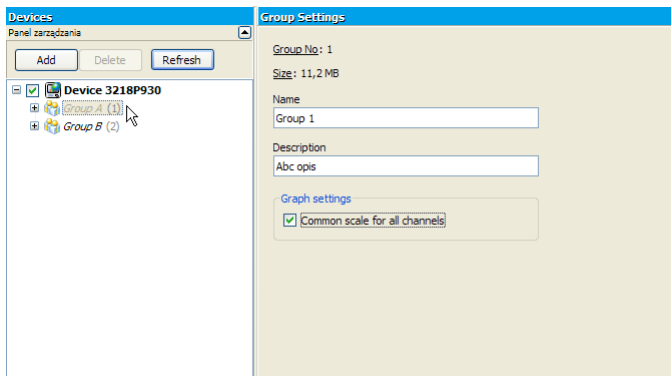 Devices
Panel zarządzania
Add Delete Refresh
Device 3218P930
Group A (1)
Group B (2)
Group Settings
Group No: 1
Size: 11,2 MB
Name
Group 1
Description
Abc opis
Graph settings
Common scale for all channels